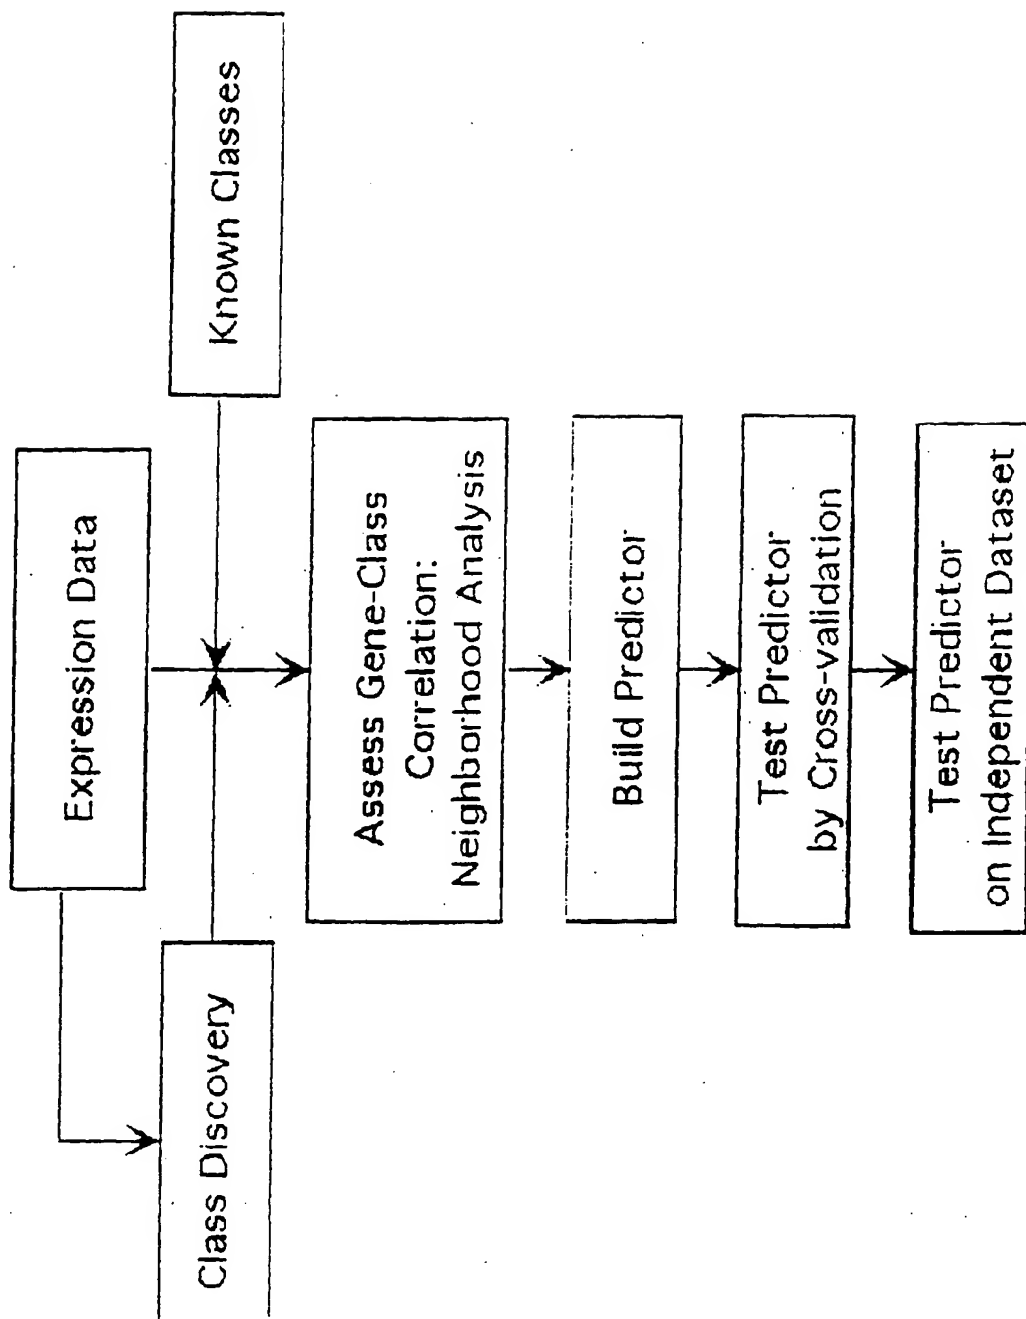 Expression Data
Class Discovery
Known Classes
Assess Gene-Class
Correlation:
Neighborhood Analysis
Build Predictor
Test Predictor
by Cross-validation
Test Predictor
on Independent Dataset